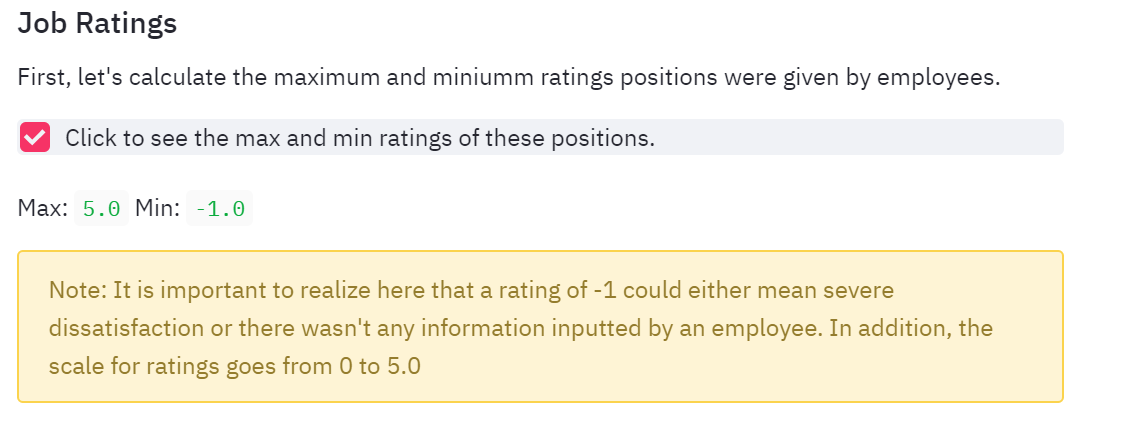 Job Ratings
First, let's calculate the maximum and miniumm ratings positions were given by employees.
Click to see the max and min ratings of these positions.
Max: 5.0 Min: -1.0
Note: It is important to realize here that a rating of -1 could either mean severe
dissatisfaction or there wasn't any information inputted by an employee. In addition, the
scale for ratings goes from 0 to 5.0